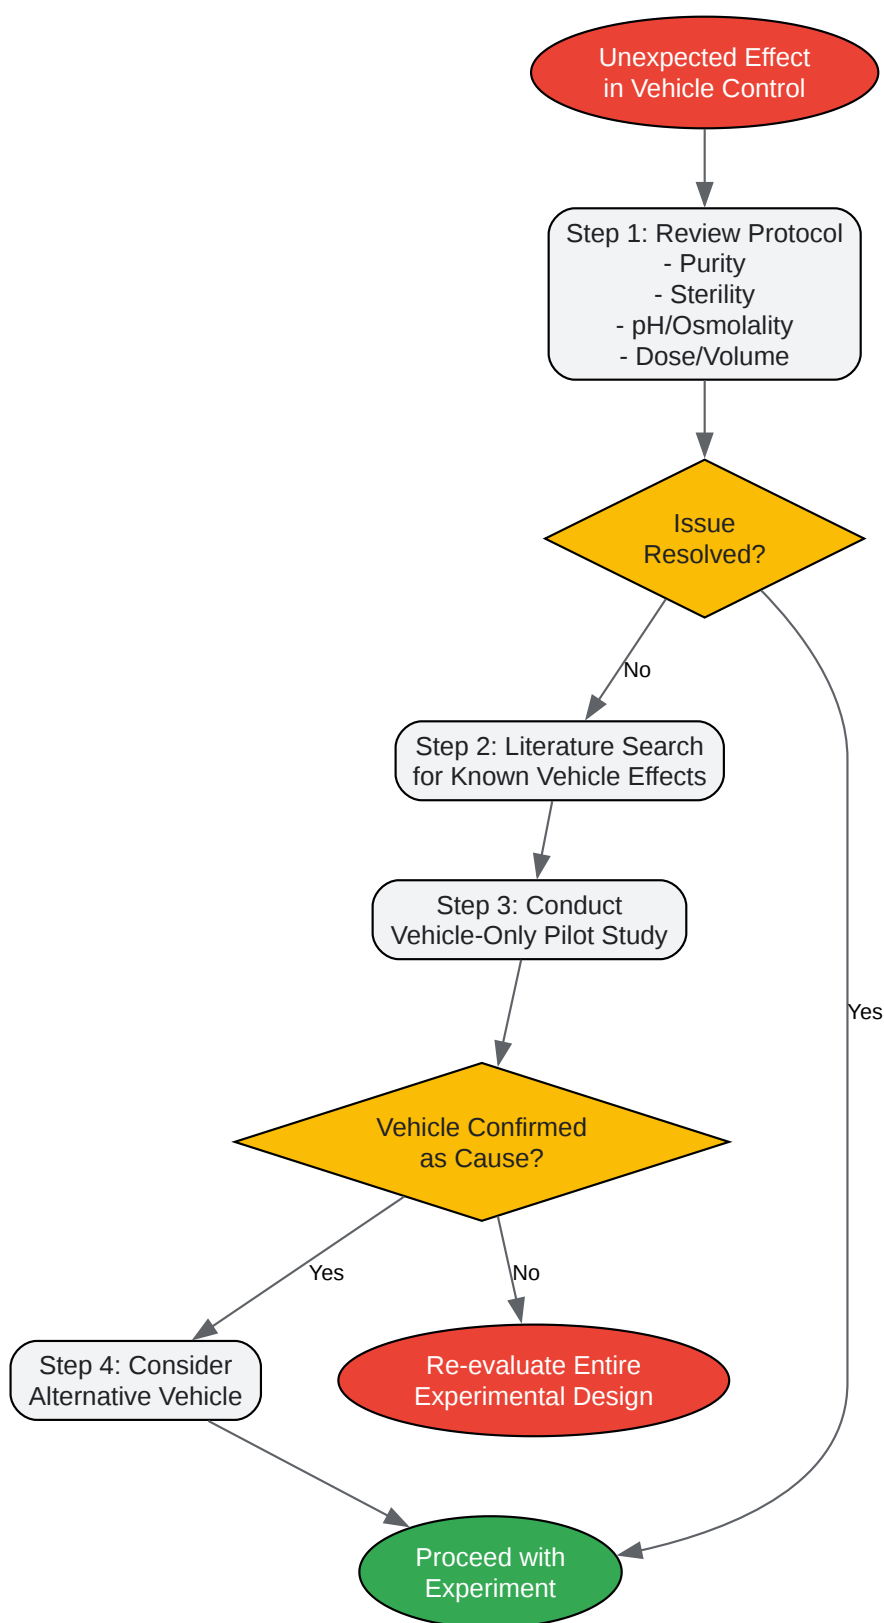 Unexpected Effect
in Vehicle Control
Step 1: Review Protocol
- Purity
- Sterility
- pH/Osmolality
- Dose/Volume
Issue
Resolved?
No
Step 2: Literature Search
for Known Vehicle Effects
Step 3: Conduct
Vehicle-Only Pilot Study
Yes
Vehicle Confirmed
as Cause?
Yes
No
Step 4: Consider
Alternative Vehicle
Re-evaluate Entire
Experimental Design
Proceed with
Experiment